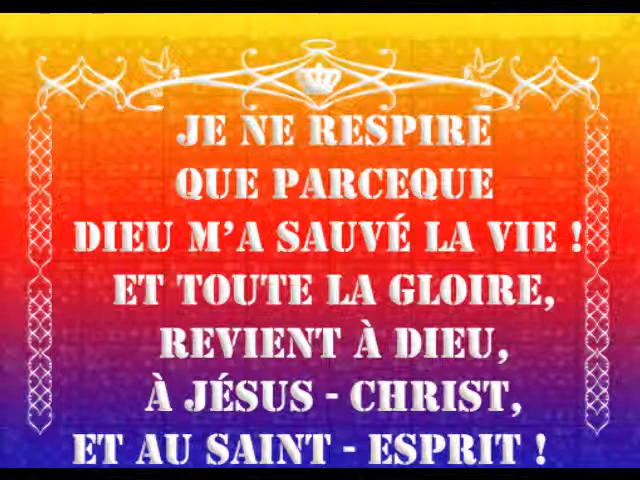 JE NE RESPIRE
QUE PARCEQUE
DIEU M'A SAUVÉ LA VIE !
ET TOUTE LA GLOIRE,
REVIENT À DIEU,
À JÉSUS - CHRIST,
ET AU SAINT - ESPRIT !